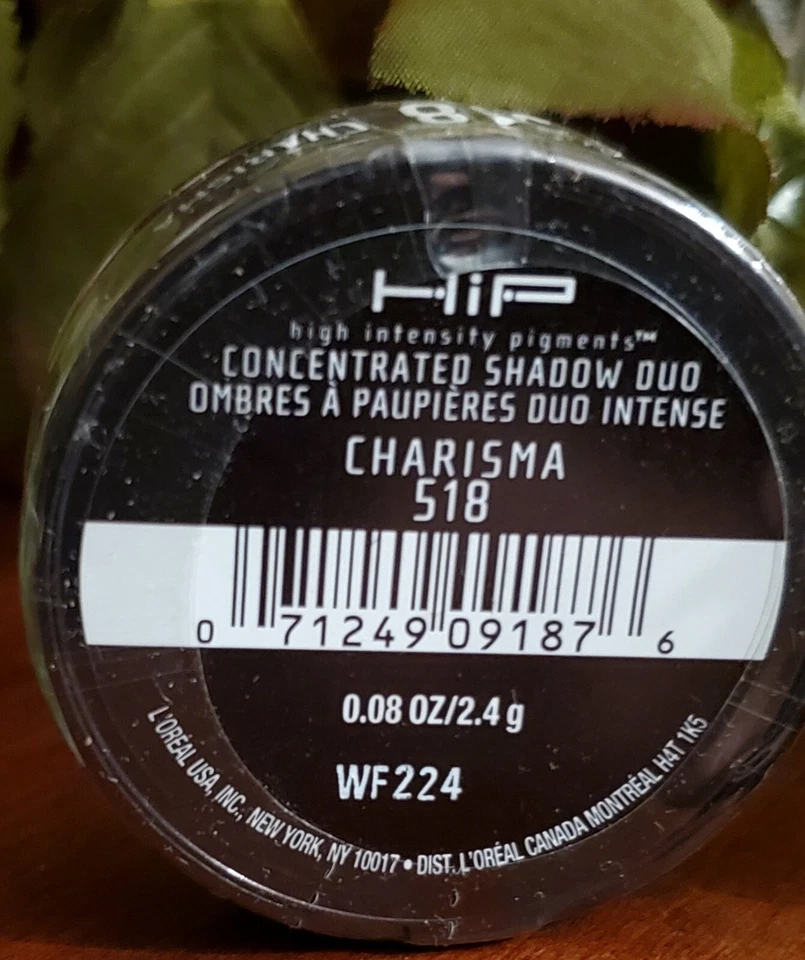 CHARISMA
HiP
high intensity pigments™
CONCENTRATED SHADOW DUO
OMBRES À PAUPIÈRES DUO INTENSE
CHARISMA
518
0 71249 09187 6
0.08 OZ/2.4 g
WF224
L'ORÉAL USA, INC., NEW YORK, NY 10017 • DIST. L'ORÉAL CANADA MONTRÉAL H4T 1K5